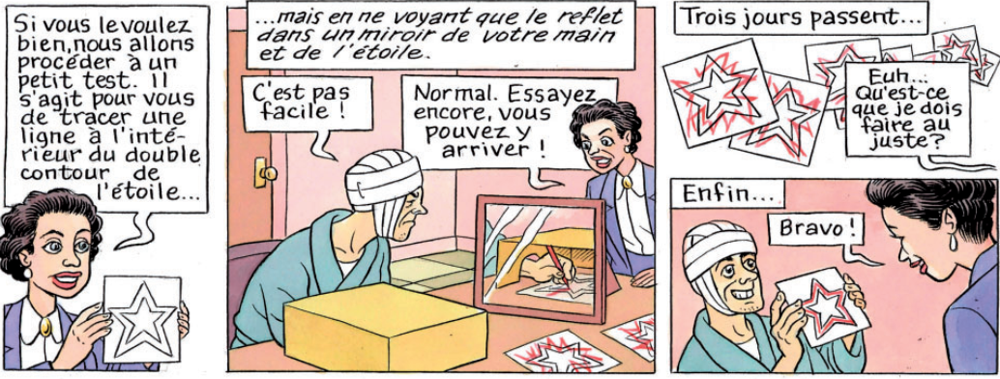 Si vous le voulez
bien, nous allons
procéder à un
petit test. Il
s'agit pour vous
de tracer une
ligne à l'inté-
rieur du double
contour de
l'étoile...
...mais en ne voyant que le reflet
dans un miroir de votre main
et de l'étoile.
C'est pas
facile !
Normal. Essayez
encore, vous
pouvez y
arriver !
Trois jours passent...
Euh...
Qu'est-ce
que je dois
faire au
juste?
Enfin...
Bravo !